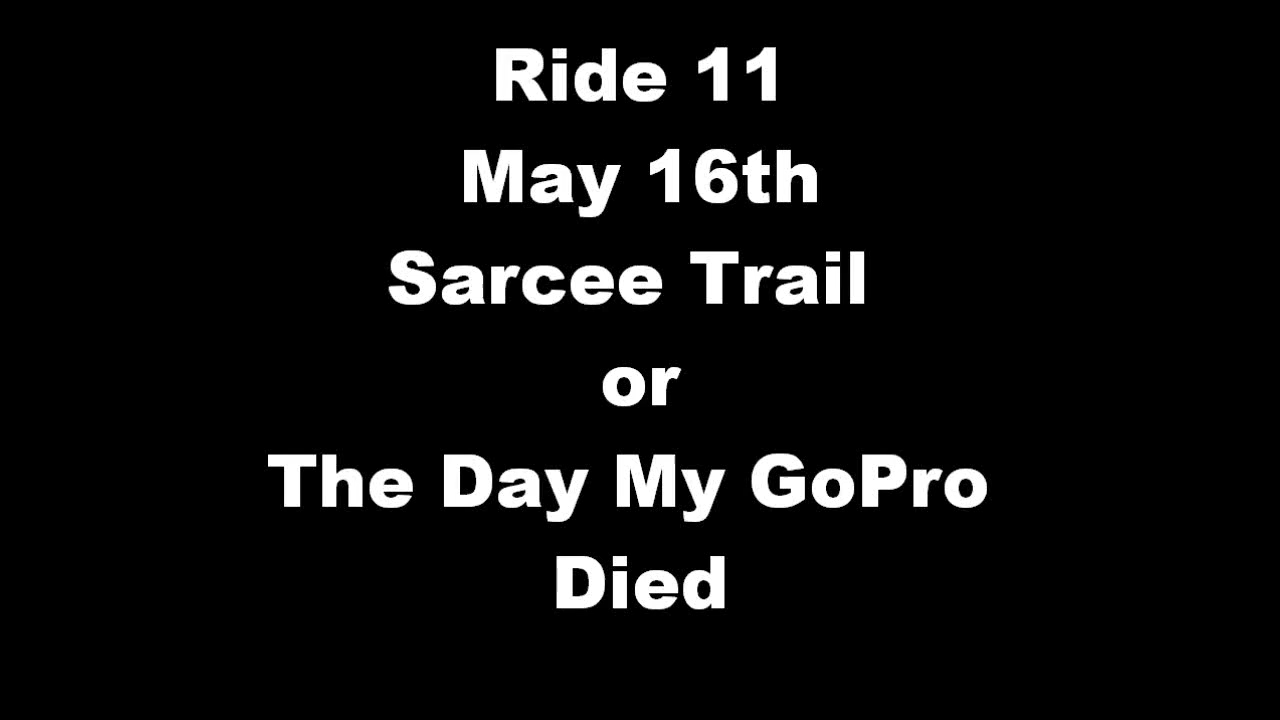 Ride 11
May 16th
Sarcee Trail
or
The Day My GoPro
Died